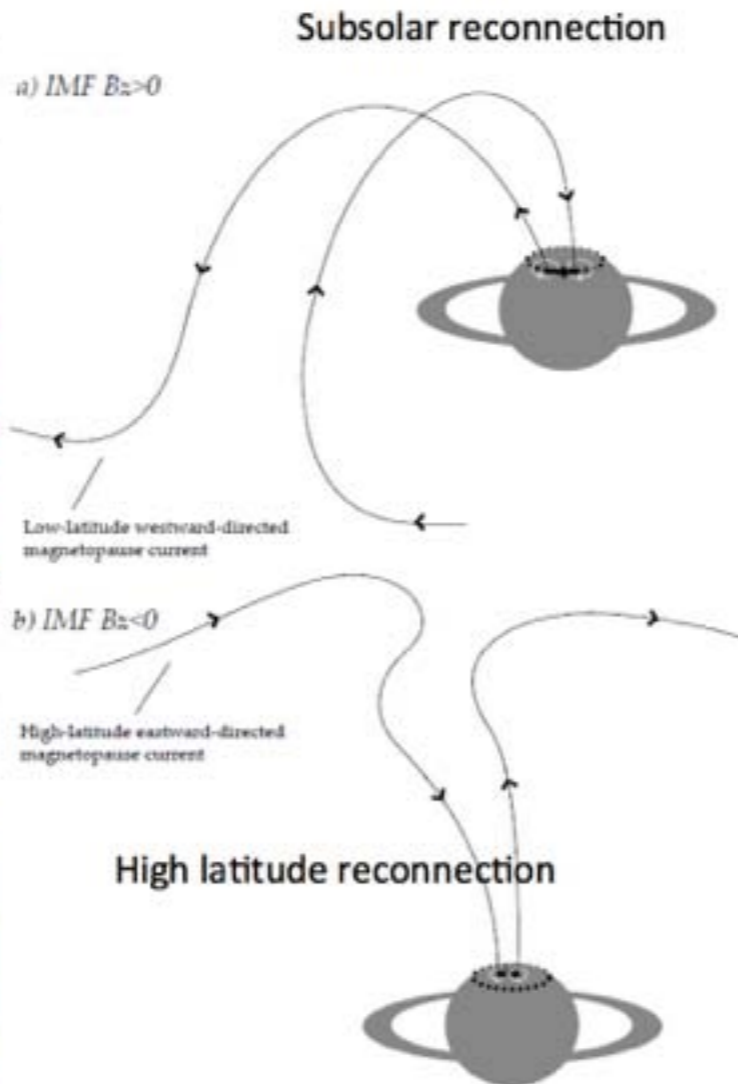 Subsolar reconnection
a) IMF Bz>0
Low-latitude westward-directed
magnetopause current
b) IMF Bz<0
High-latitude eastward-directed
magnetopause current
High latitude reconnection